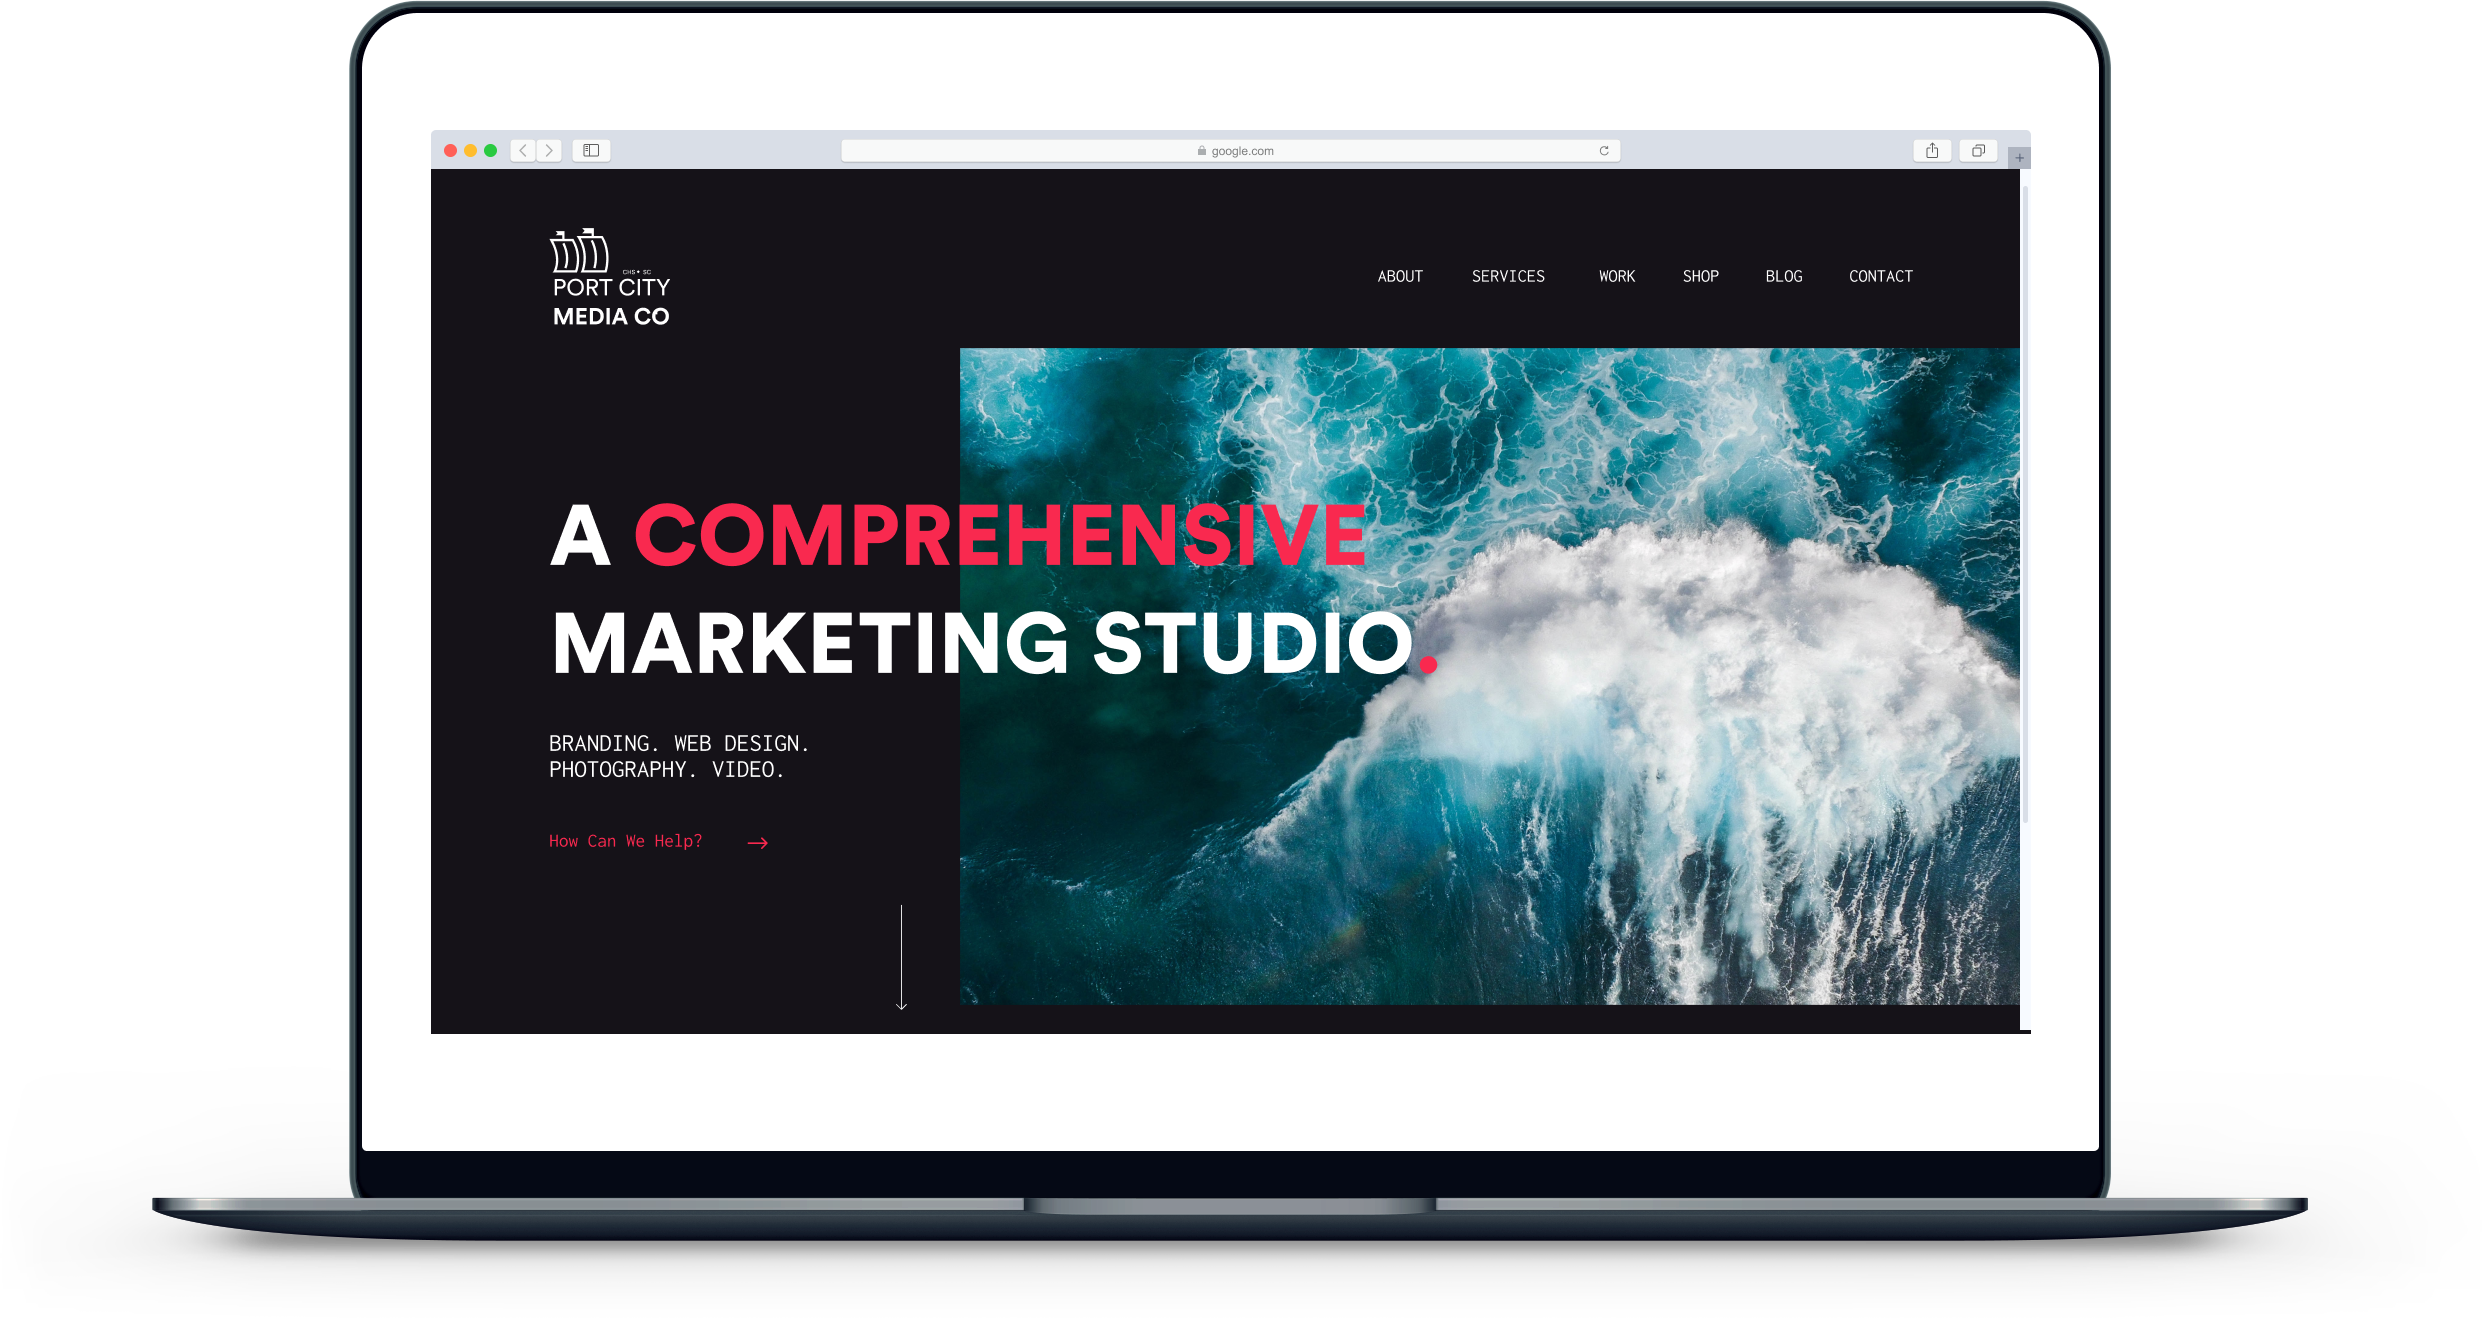 google.com
CHS • SC
PORT CITY
MEDIA CO
ABOUT SERVICES WORK SHOP BLOG CONTACT
A COMPREHENSIVE
MARKETING STUDIO.
BRANDING. WEB DESIGN.
PHOTOGRAPHY. VIDEO.
How Can We Help?